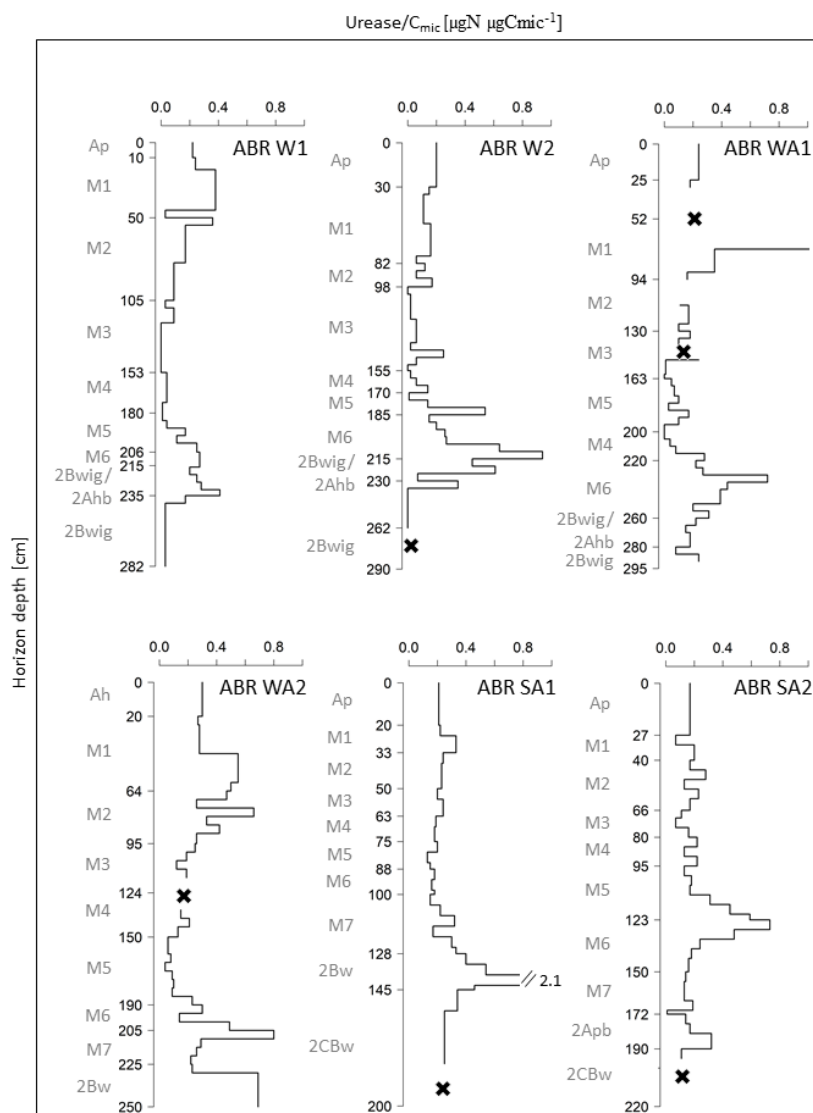 Urease/Cmic [µgN µgCmic-1]
0.0 0.4 0.8
0.0 0.4 0.8
0.0 0.4 0.8
ABR W1
Ap
M1
M2
M3
M4
M5
M6
2Bwig/
2Ahb
2Bwig
0
10
50
105
153
180
206
215
235
282
ABR W2
Ap
M1
M2
M3
M4
M5
M6
2Bwig/
2Ahb
2Bwig
0
30
82
98
155
170
185
215
230
262
290
ABR WA1
Ap
M1
M2
M3
M5
M4
M6
2Bwig/
2Ahb
2Bwig
0
25
52
94
130
163
200
220
260
280
295
Horizon depth [cm]
0.0 0.4 0.8
0.0 0.4 0.8
0.0 0.4 0.8
ABR WA2
Ah
M1
M2
M3
M4
M5
M6
M7
2Bw
0
20
64
95
124
150
190
205
225
250
ABR SA1
Ap
M1
M2
M3
M4
M5
M6
M7
2Bw
2CBw
0
20
33
50
63
75
88
100
128
145
200
2.1
ABR SA2
Ap
M1
M2
M3
M4
M5
M6
M7
2Apb
2CBw
0
27
40
66
80
95
123
150
172
190
220